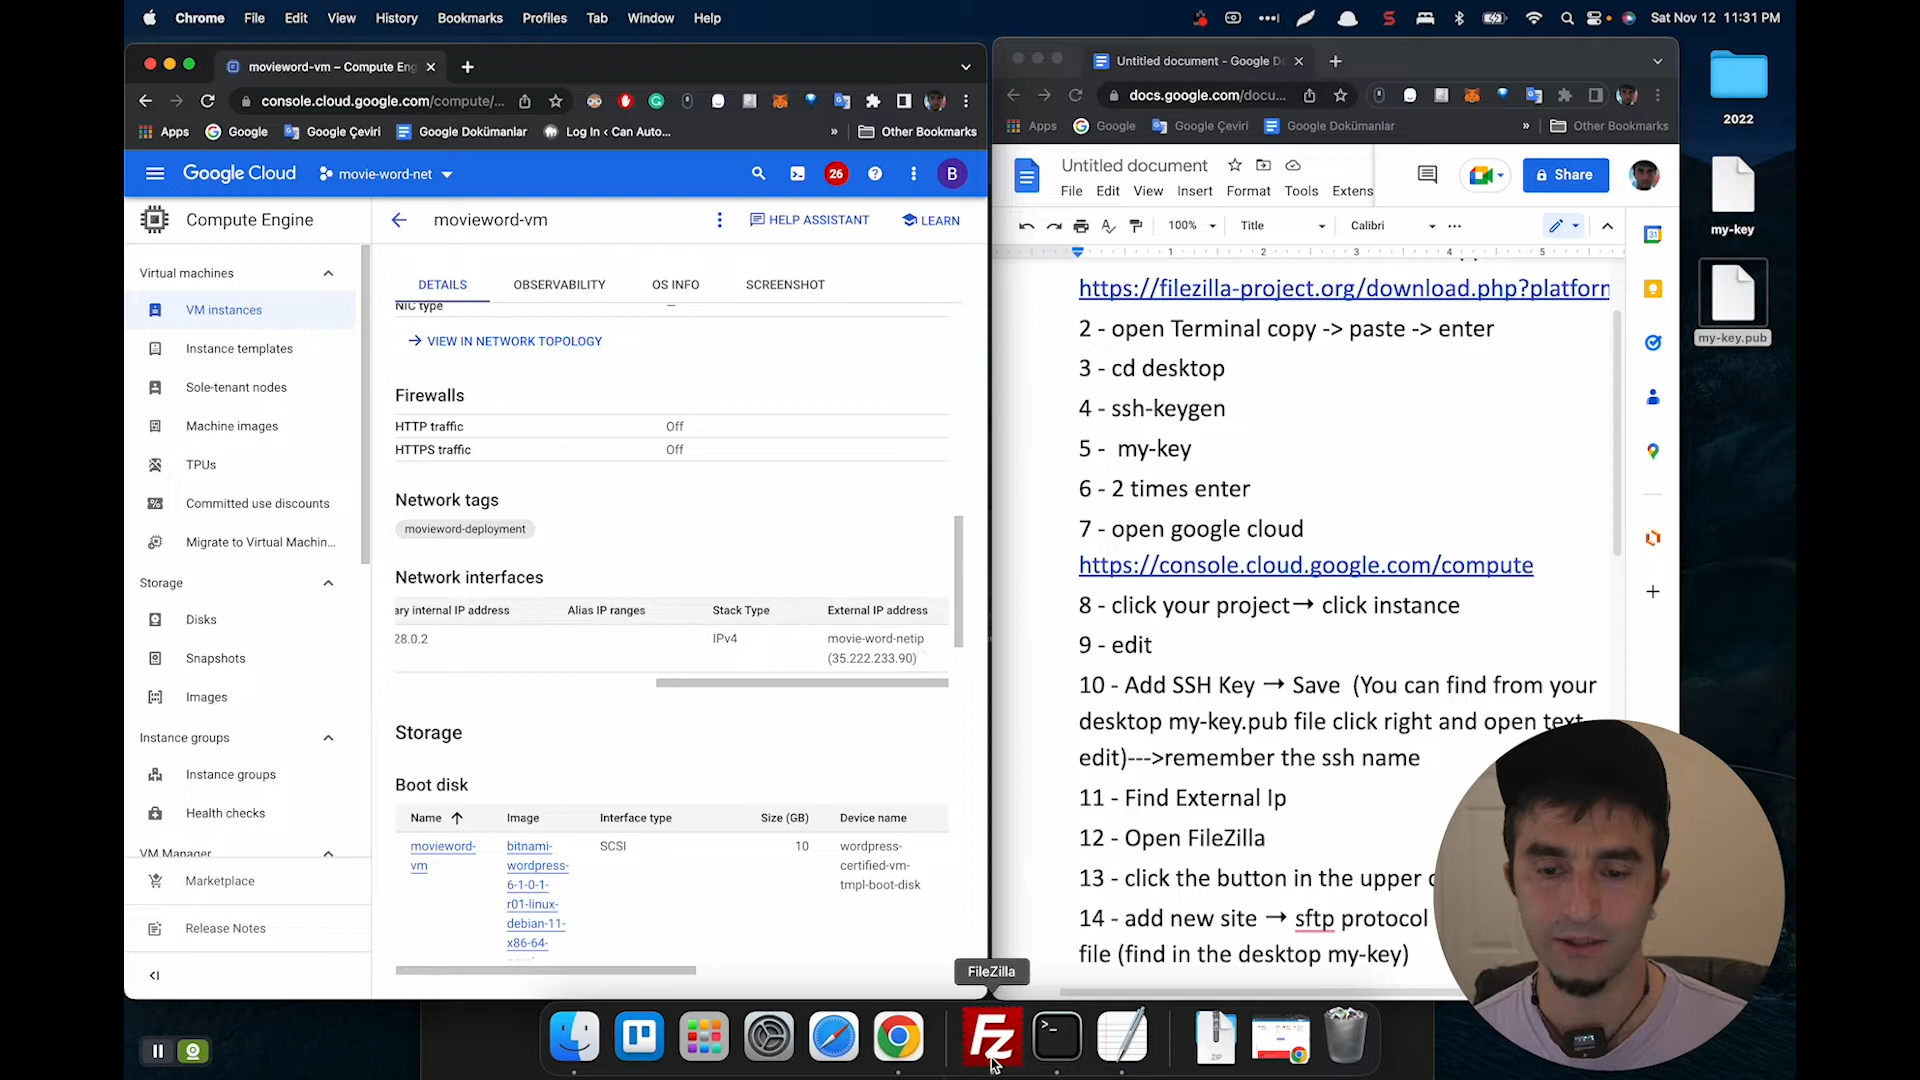 Chrome File Edit View History Bookmarks Profiles Tab Window Help
Sat Nov 12 11:31 PM
movieword-vm – Compute Eng
console.cloud.google.com/compute/...
Apps Google Google Çeviri Google Dokümanlar Log In ‹ Can Auto... » Other Bookmarks
Google Cloud movie-word-net 26 B
Compute Engine
movieword-vm HELP ASSISTANT LEARN
Virtual machines
VM instances
Instance templates
Sole-tenant nodes
Machine images
TPUs
Committed use discounts
Migrate to Virtual Machin...
Storage
Disks
Snapshots
Images
Instance groups
Instance groups
Health checks
VM Manager
Marketplace
Release Notes
DETAILS OBSERVABILITY OS INFO SCREENSHOT
NIC type —
VIEW IN NETWORK TOPOLOGY
Firewalls
HTTP traffic Off
HTTPS traffic Off
Network tags
movieword-deployment
Network interfaces
ary internal IP address Alias IP ranges Stack Type External IP address
28.0.2 IPv4 movie-word-netip
(35.222.233.90)
Storage
Boot disk
Name Image Interface type Size (GB) Device name
movieword- bitnami- SCSI 10 wordpress-
vm wordpress- certified-vm-
6-1-0-1- tmpl-boot-disk
r01-linux-
debian-11-
x86-64-
Untitled document - Google D
docs.google.com/docu...
Apps Google Google Çeviri Google Dokümanlar » Other Bookmarks
Untitled document
File Edit View Insert Format Tools Extens
Share
100% Title Calibri
1 2 3 4 5
https://filezilla-project.org/download.php?platforn
2 - open Terminal copy -> paste -> enter
3 - cd desktop
4 - ssh-keygen
5 - my-key
6 - 2 times enter
7 - open google cloud
https://console.cloud.google.com/compute
8 - click your project→ click instance
9 - edit
10 - Add SSH Key → Save (You can find from your
desktop my-key.pub file click right and open text
edit)--->remember the ssh name
11 - Find External Ip
12 - Open FileZilla
13 - click the button in the upper
14 - add new site → sftp protocol
file (find in the desktop my-key)
2022
my-key
my-key.pub
FileZilla
Fz
ZIP